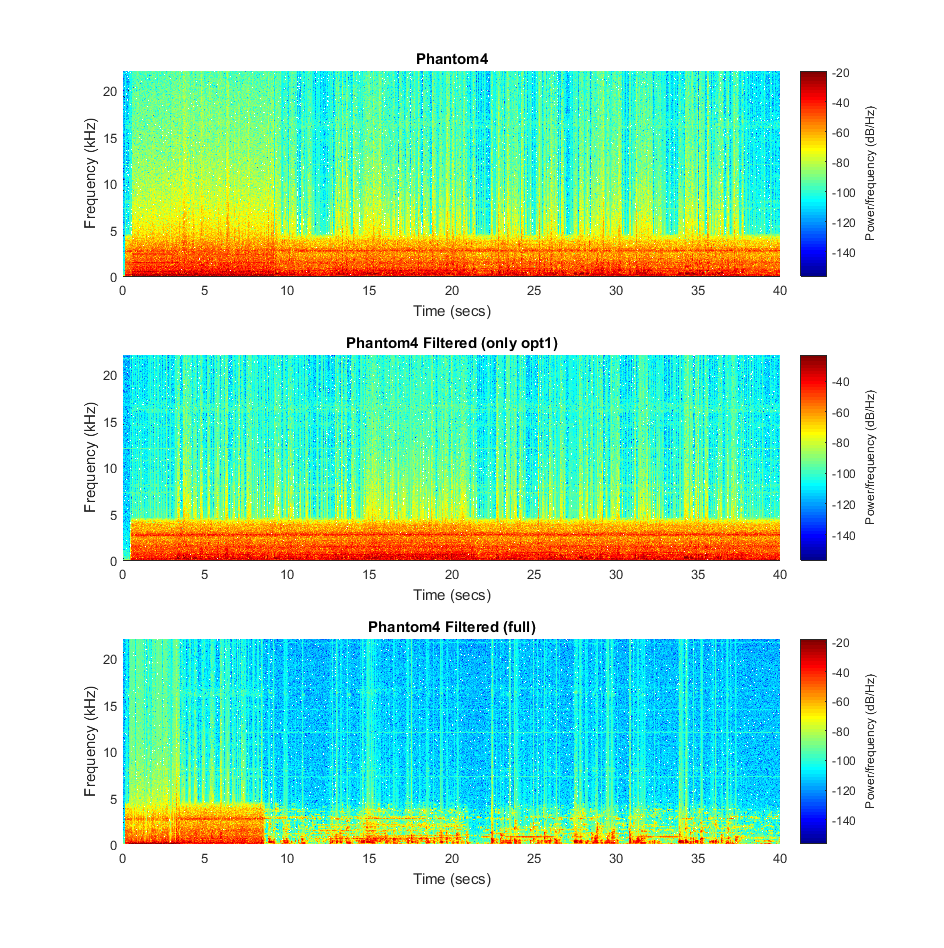 Phantom4
Frequency (kHz)
20
15
10
5
0
0 5 10 15 20 25 30 35 40
Time (secs)
-20
-40
-60
-80
-100
-120
-140
Power/frequency (dB/Hz)
Phantom4 Filtered (only opt1)
Frequency (kHz)
20
15
10
5
0
0 5 10 15 20 25 30 35 40
Time (secs)
-40
-60
-80
-100
-120
-140
Power/frequency (dB/Hz)
Phantom4 Filtered (full)
Frequency (kHz)
20
15
10
5
0
0 5 10 15 20 25 30 35 40
Time (secs)
-20
-40
-60
-80
-100
-120
-140
Power/frequency (dB/Hz)